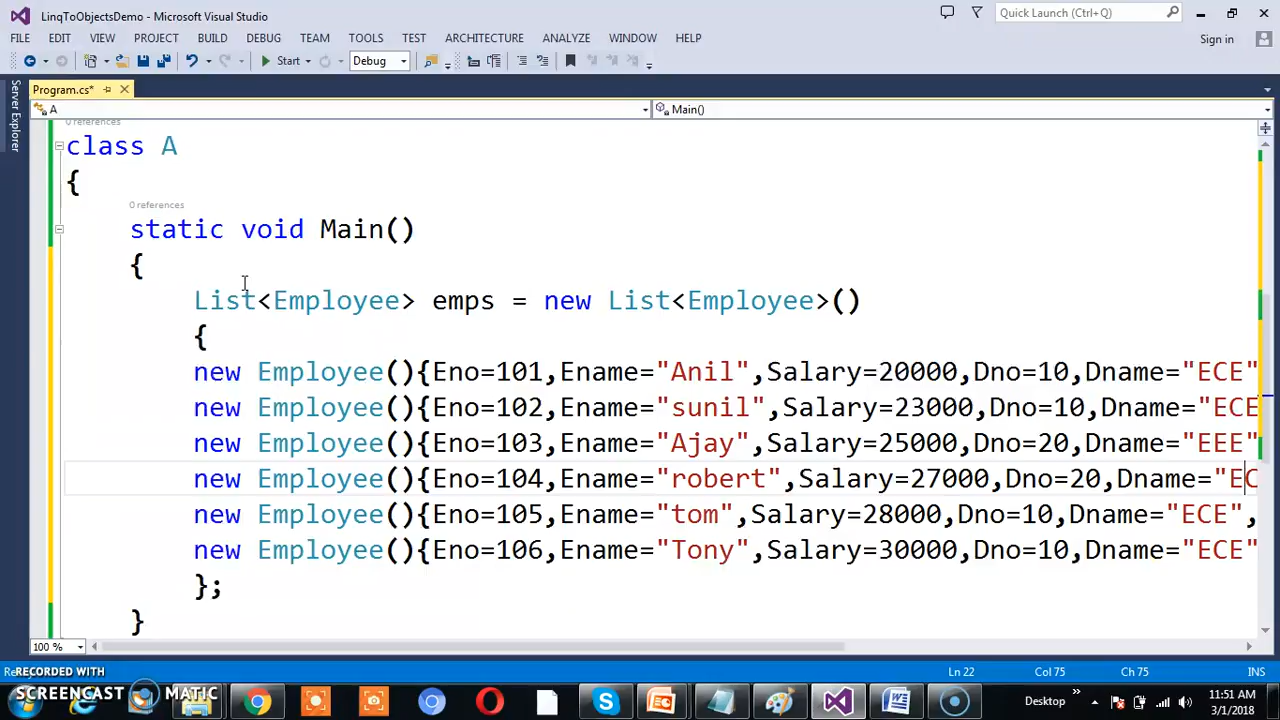 LinqToObjectsDemo - Microsoft Visual Studio
Quick Launch (Ctrl+Q)
FILE EDIT VIEW PROJECT BUILD DEBUG TEAM TOOLS TEST ARCHITECTURE ANALYZE WINDOW HELP
Sign in
Start Debug
Server Explorer
Program.cs*
A Main()
0 references
class A
{
0 references
static void Main()
{
List<Employee> emps = new List<Employee>()
{
new Employee(){Eno=101,Ename="Anil",Salary=20000,Dno=10,Dname="ECE"
new Employee(){Eno=102,Ename="sunil",Salary=23000,Dno=10,Dname="ECE
new Employee(){Eno=103,Ename="Ajay",Salary=25000,Dno=20,Dname="EEE"
new Employee(){Eno=104,Ename="robert",Salary=27000,Dno=20,Dname="EC
new Employee(){Eno=105,Ename="tom",Salary=28000,Dno=10,Dname="ECE",
new Employee(){Eno=106,Ename="Tony",Salary=30000,Dno=10,Dname="ECE"
};
}
100 %
Ln 22 Col 75 Ch 75 INS
RECORDED WITH
SCREENCAST MATIC
Desktop
11:51 AM
3/1/2018